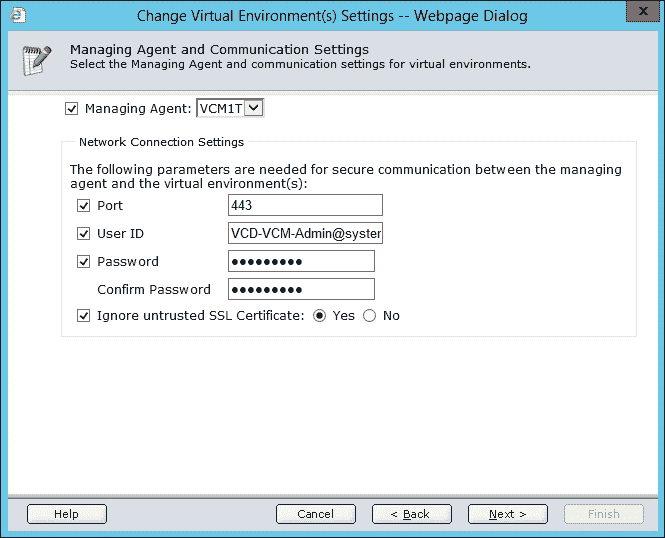 Change Virtual Environment(s) Settings -- Webpage Dialog
X
Managing Agent and Communication Settings
Select the Managing Agent and communication settings for virtual environments.
Managing Agent: VCM1T
Network Connection Settings
The following parameters are needed for secure communication between the managing
agent and the virtual environment(s):
Port 443
User ID VCD-VCM-Admin@system
Password ●●●●●●●●●
Confirm Password ●●●●●●●●●
Ignore untrusted SSL Certificate: Yes No
Help Cancel < Back Next > Finish